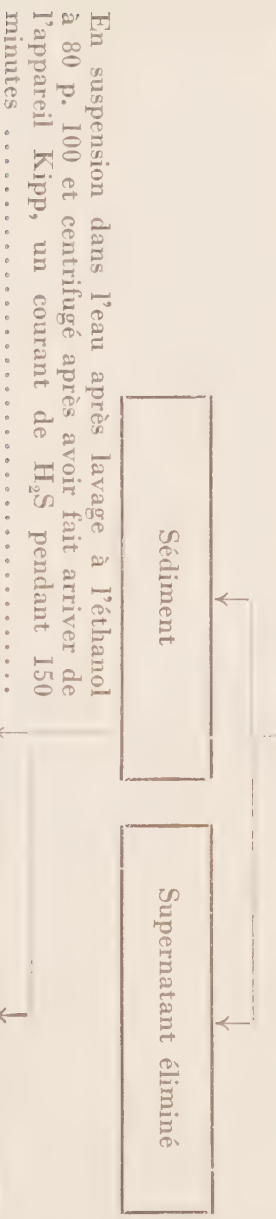 Sédiment
Supernatant éliminé
En suspension dans l'eau après lavage à l'éthanol
à 80 p. 100 et centrifugé après avoir fait arriver de
l'appareil Kipp, un courant de H₂S pendant 150
minutes ..............................